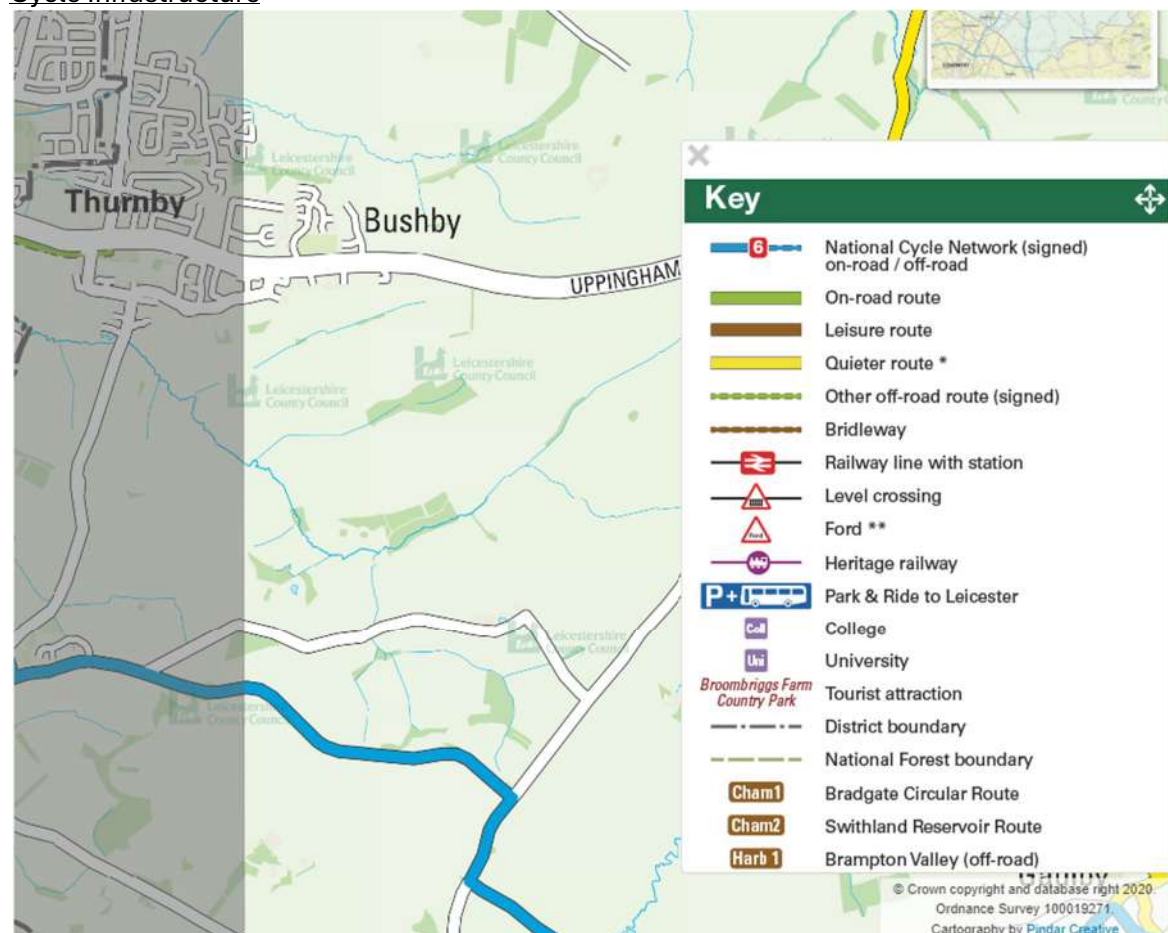 Cycle Infrastructure
Thurnby
Bushby
UPPINGHAM
Leicestershire
County Council
Leicestershire
County Council
Leicestershire
County Council
Leicestershire
County Council
Leicestershire
County Council
Leicestershire
County Council
County
Key
6
National Cycle Network (signed)
on-road / off-road
On-road route
Leisure route
Quieter route *
Other off-road route (signed)
Bridleway
Railway line with station
Level crossing
Ford
Ford **
Heritage railway
P+
Park & Ride to Leicester
Coll
College
Uni
University
Broombriggs Farm
Country Park
Tourist attraction
District boundary
National Forest boundary
Cham1
Bradgate Circular Route
Cham2
Swithland Reservoir Route
Harb 1
Brampton Valley (off-road)
Gaulby
© Crown copyright and database right 2020.
Ordnance Survey 100019271.
Cartography by Pindar Creative